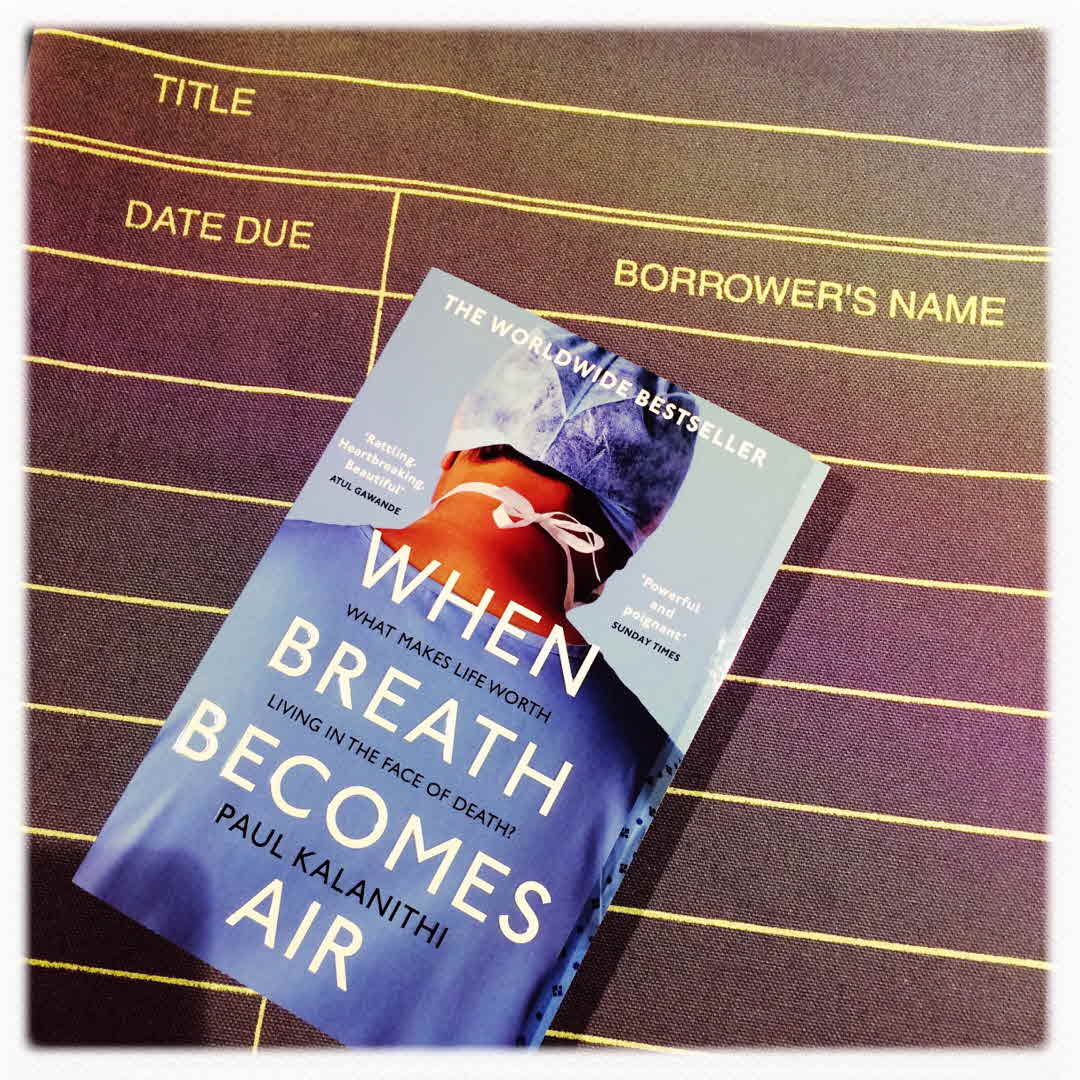 TITLE
DATE DUE
BORROWER'S NAME
THE WORLDWIDE BESTSELLER
'Rattling.
Heartbreaking.
Beautiful'
ATUL GAWANDE
'Powerful
and
poignant'
SUNDAY TIMES
WHEN
WHAT MAKES LIFE WORTH
BREATH
LIVING IN THE FACE OF DEATH?
BECOMES
PAUL KALANITHI
AIR